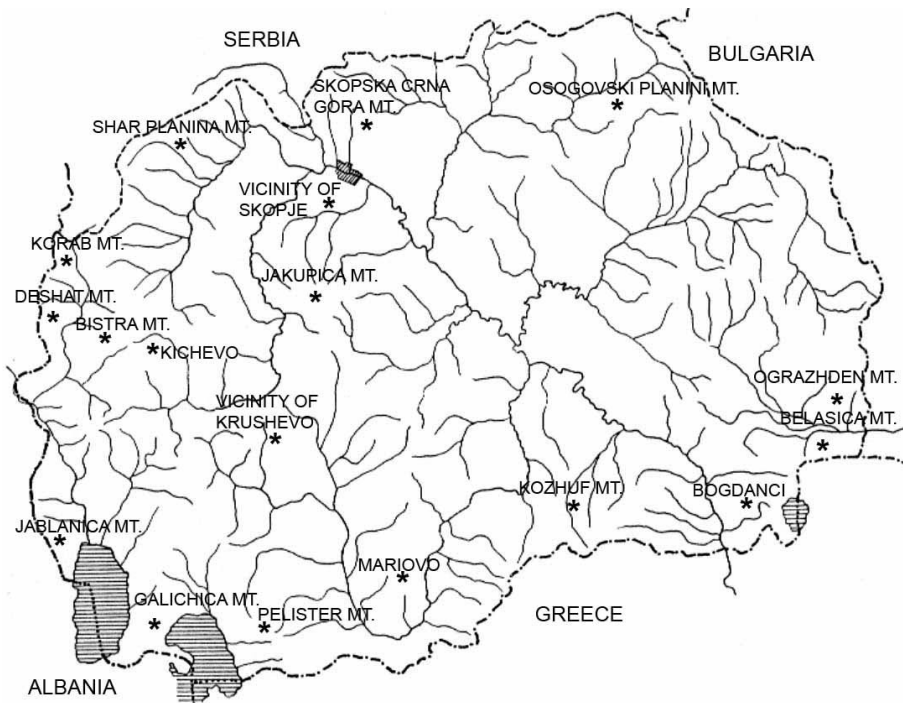 SERBIA
BULGARIA
SKOPSKA CRNA
GORA MT.
OSOGOVSKI PLANINI MT.
SHAR PLANINA MT.
VICINITY OF
SKOPJE
KORAB MT.
JAKUPICA MT.
DESHAT MT.
BISTRA MT.
KICHEVO
OGRAZHDEN MT.
VICINITY OF
KRUSHEVO
BELASICA MT.
KOZHUF MT.
BOGDANCI
JABLANICA MT.
MARIOVO
GALICHICA MT.
PELISTER MT.
GREECE
ALBANIA